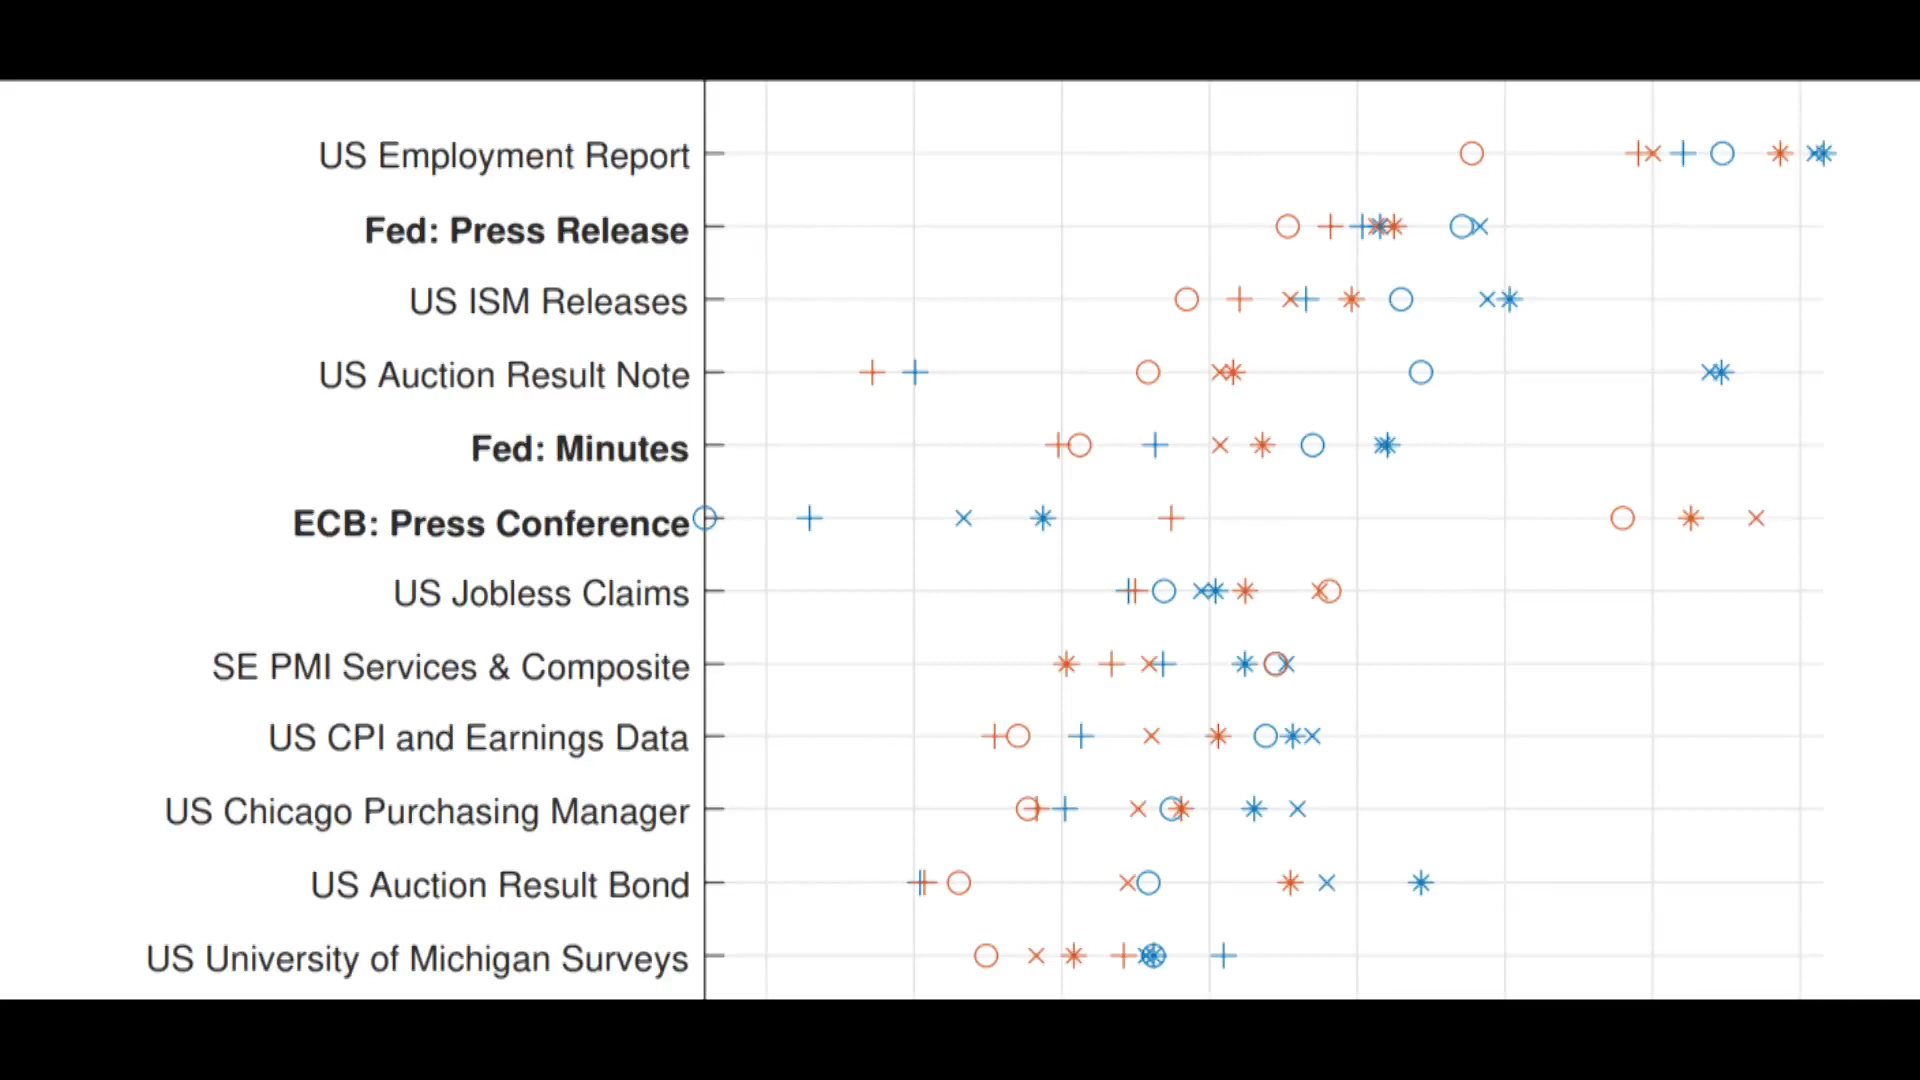 US Employment Report
Fed: Press Release
US ISM Releases
US Auction Result Note
Fed: Minutes
ECB: Press Conference
US Jobless Claims
SE PMI Services & Composite
US CPI and Earnings Data
US Chicago Purchasing Manager
US Auction Result Bond
US University of Michigan Surveys